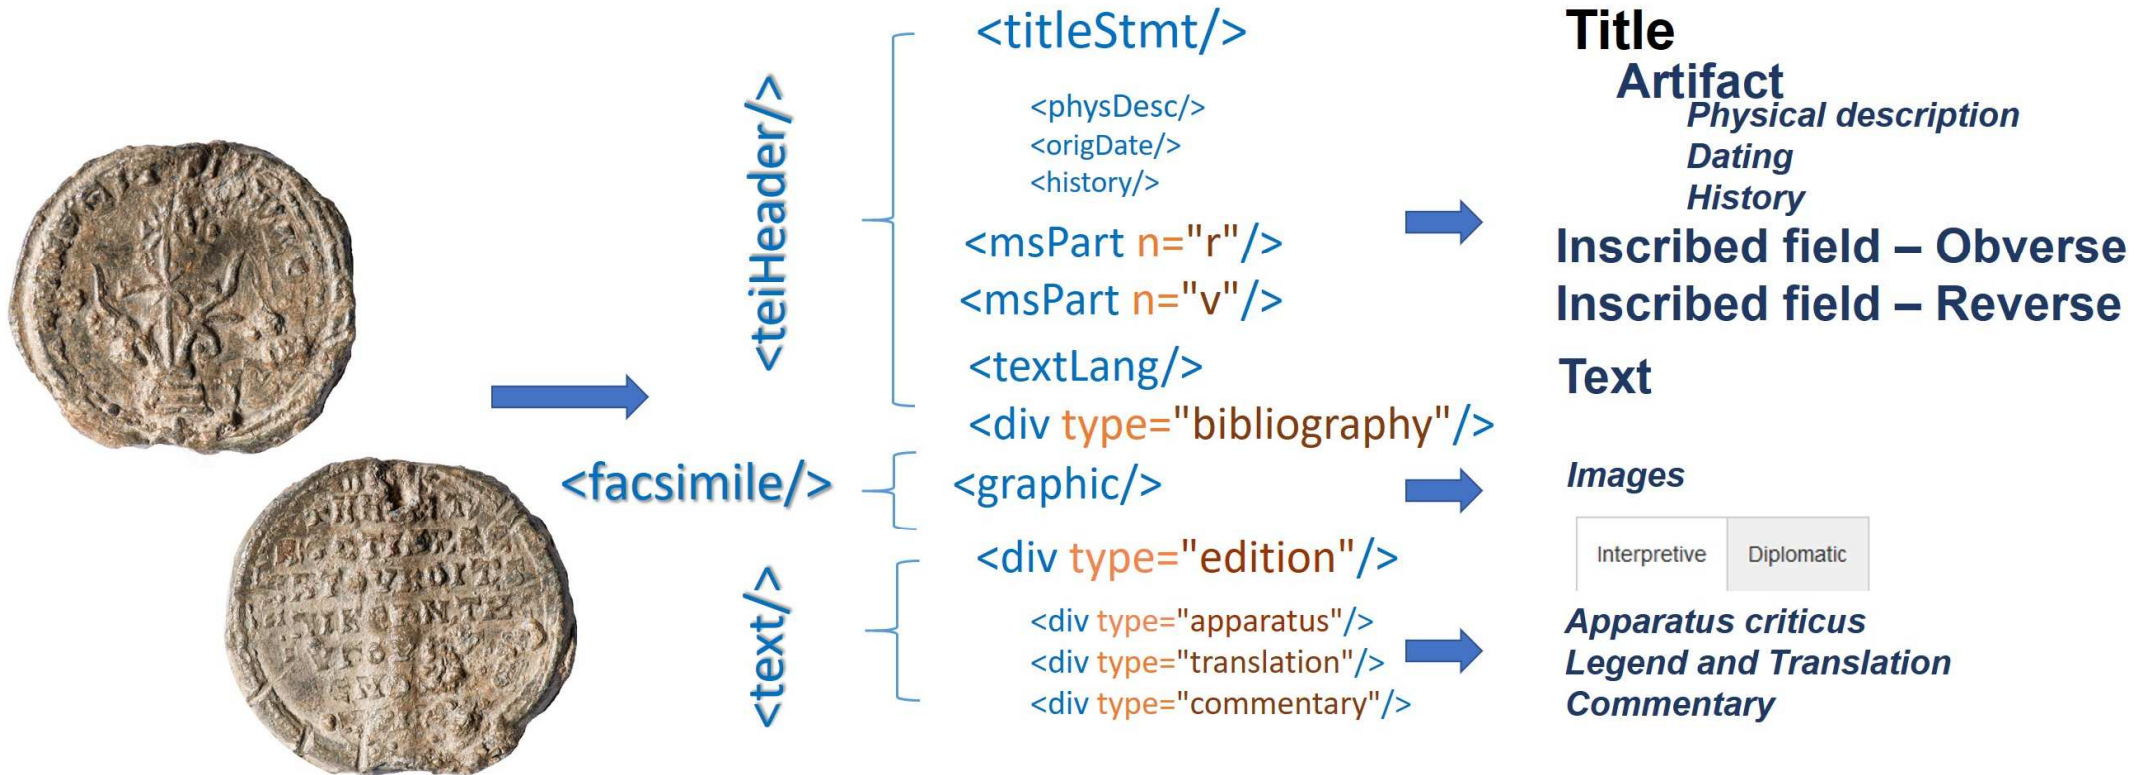 <teiHeader/>
<titleStmt/>
<physDesc/>
<origDate/>
<history/>
<msPart n="r"/>
<msPart n="v"/>
<textLang/>
<div type="bibliography"/>
<facsimile/>
<graphic/>
<text/>
<div type="edition"/>
<div type="apparatus"/>
<div type="translation"/>
<div type="commentary"/>
Title
Artifact
Physical description
Dating
History
Inscribed field – Obverse
Inscribed field – Reverse
Text
Images
Interpretive Diplomatic
Apparatus criticus
Legend and Translation
Commentary